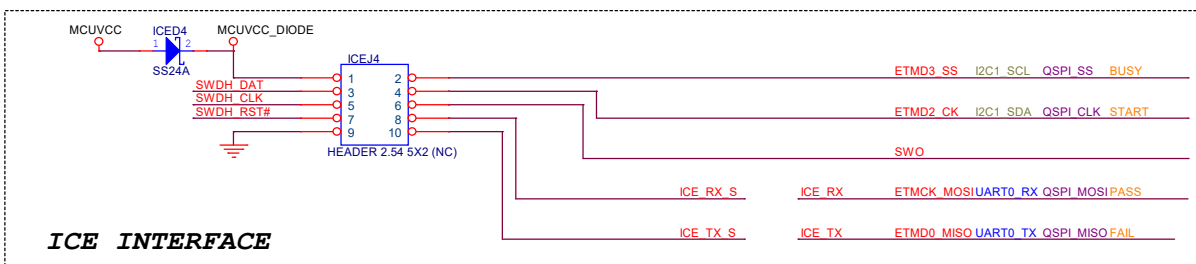 MCUVCC ICED4 MCUVCC_DIODE
1 2
SS24A ICEJ4
1 2 ETMD3_SS I2C1_SCL QSPI_SS BUSY
SWDH_DAT 3 4
SWDH_CLK 5 6 ETMD2_CK I2C1_SDA QSPI_CLK START
SWDH_RST# 7 8
9 10
HEADER 2.54 5X2 (NC) SWO
ICE_RX_S ICE_RX ETMCK_MOSI UART0_RX QSPI_MOSI PASS
ICE INTERFACE ICE_TX_S ICE_TX ETMD0_MISO UART0_TX QSPI_MISO FAIL